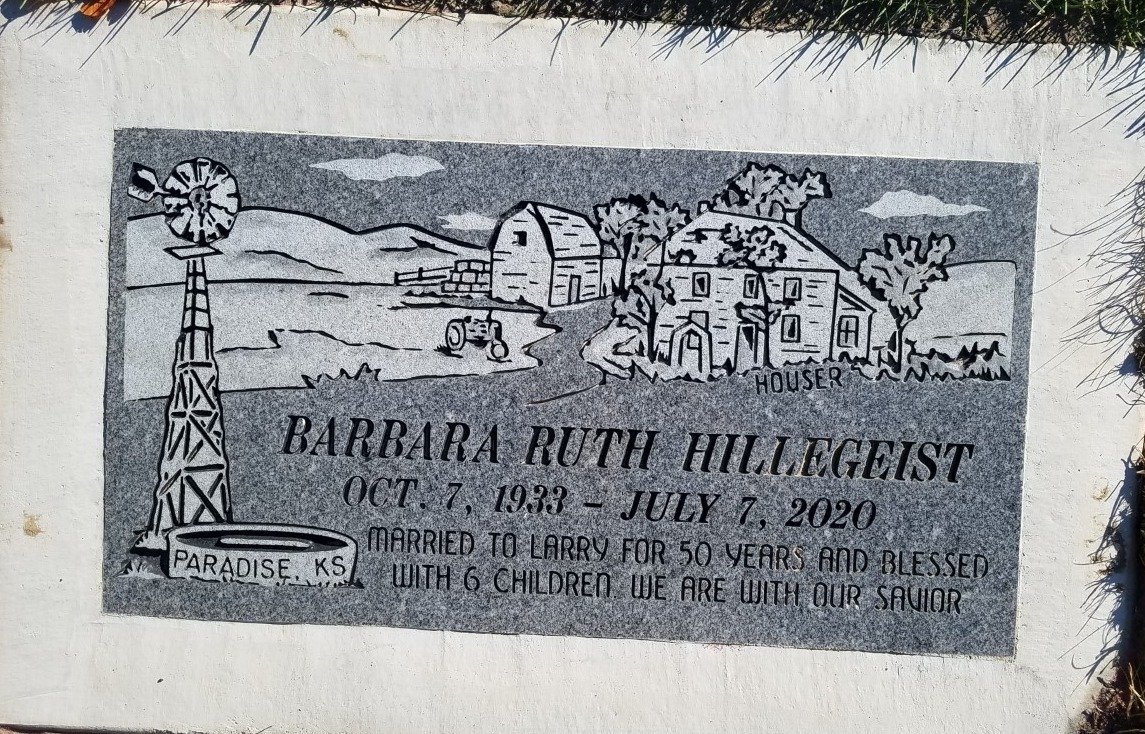 HOUSER
BARBARA RUTH HILLEGEIST
OCT. 7, 1933 – JULY 7, 2020
MARRIED TO LARRY FOR 50 YEARS AND BLESSED
WITH 6 CHILDREN. WE ARE WITH OUR SAVIOR
PARADISE, KS